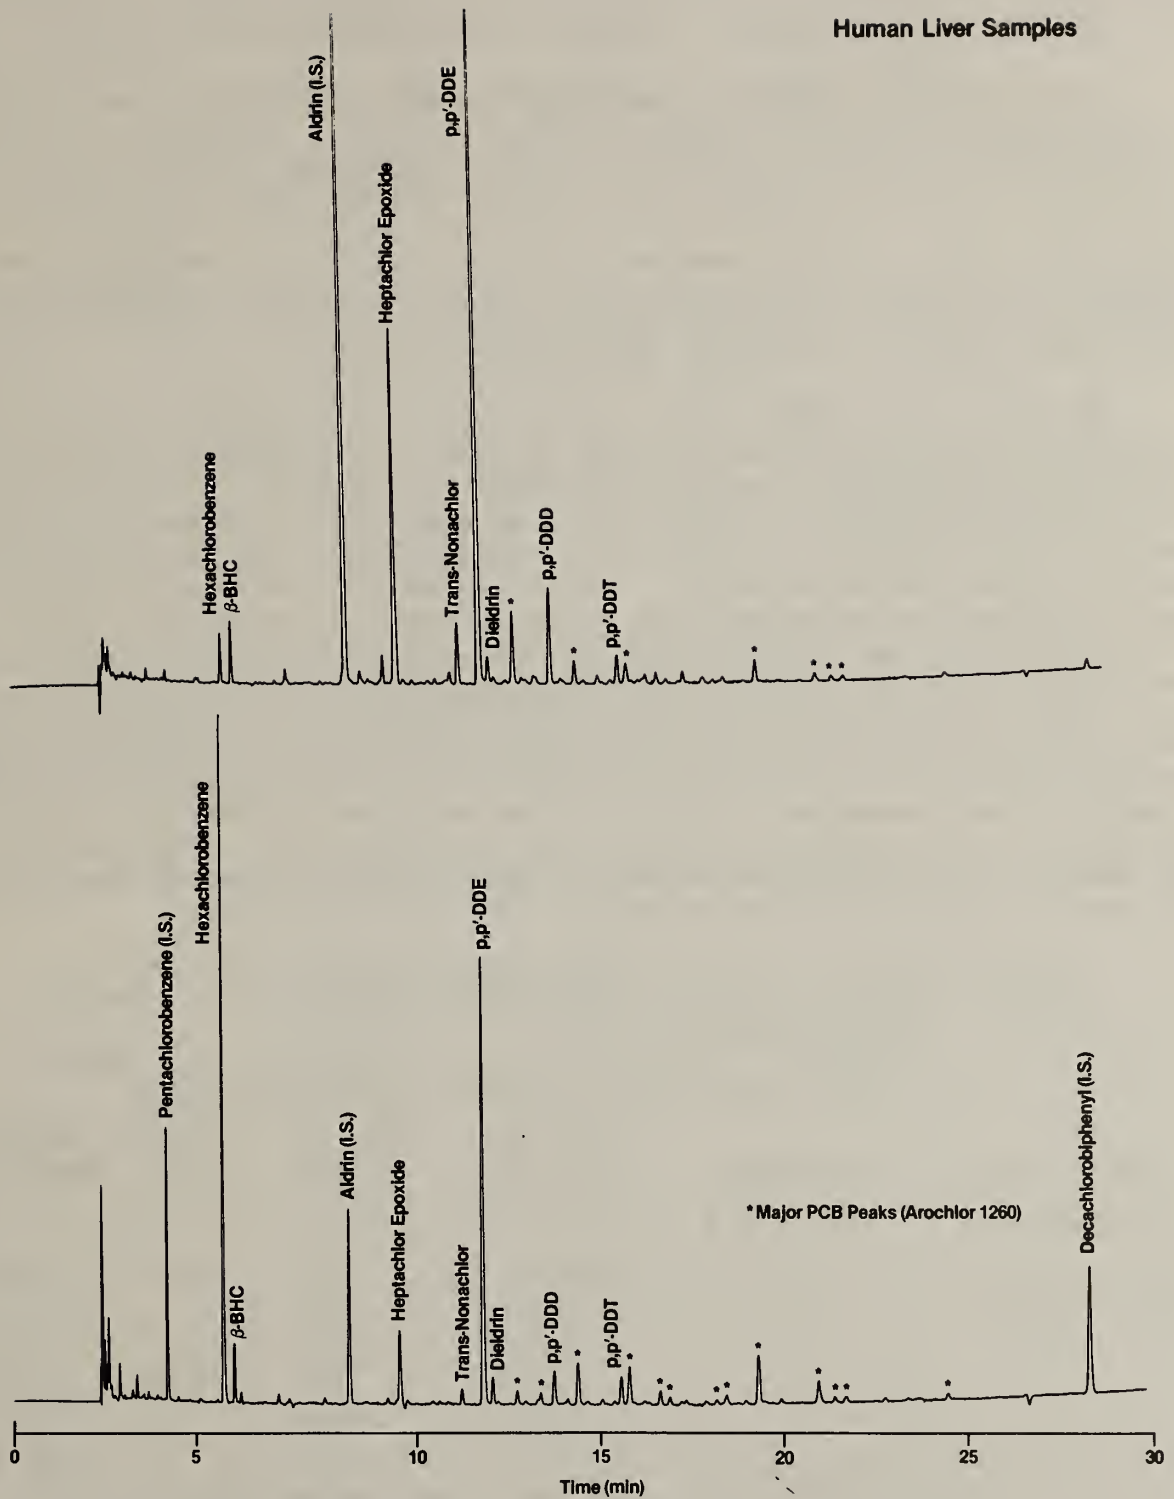 Human Liver Samples
Aldrin (I.S.)
p,p'-DDE
Heptachlor Epoxide
Hexachlorobenzene
β-BHC
Trans-Nonachlor
Dieldrin
*
p,p'-DDD
*
p,p'-DDT
*
*
*
*
*
Hexachlorobenzene
Pentachlorobenzene (I.S.)
β-BHC
Aldrin (I.S.)
Heptachlor Epoxide
Trans-Nonachlor
p,p'-DDE
Dieldrin
*
*
p,p'-DDD
*
p,p'-DDT
*
*
*
*
*
*
*
*
*
*
* Major PCB Peaks (Arochlor 1260)
Decachlorobiphenyl (I.S.)
0 5 10 15 20 25 30
Time (min)